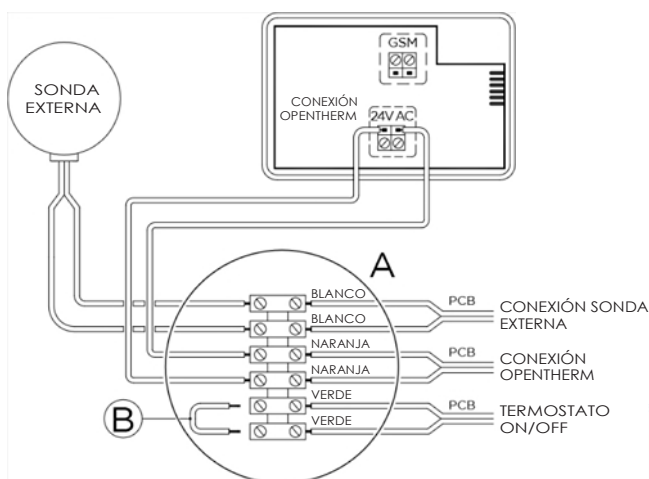 SONDA
EXTERNA
GSM
CONEXIÓN
OPENTHERM
24V AC
A
BLANCO
PCB
CONEXIÓN SONDA
EXTERNA
BLANCO
NARANJA
PCB
CONEXIÓN
OPENTHERM
NARANJA
VERDE
PCB
TERMOSTATO
ON/OFF
VERDE
B